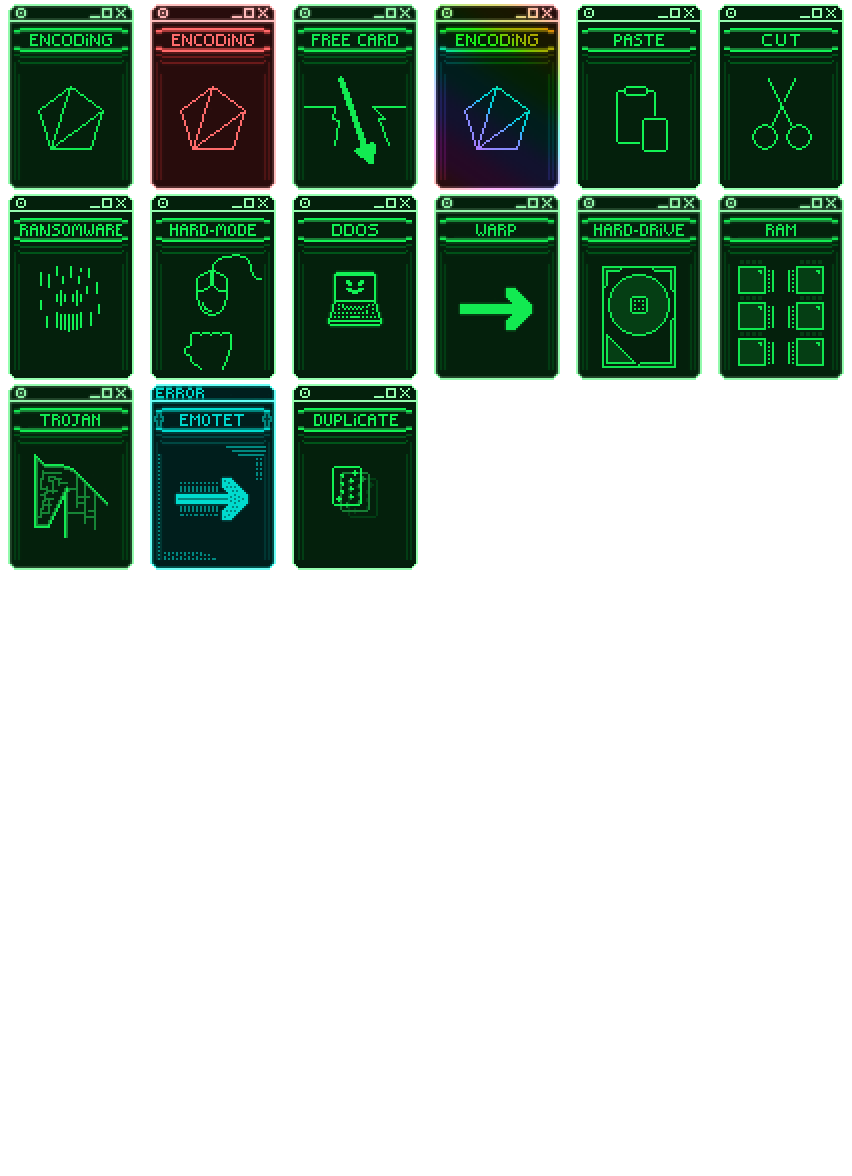 ENCODiNG
ENCODiNG
FREE CARD
ENCODiNG
PASTE
CUT
RANSOMWARE
HARD-MODE
DDOS
WARP
HARD-DRiVE
RAM
TROJAN
ERROR
EMOTET
DUPLiCATE